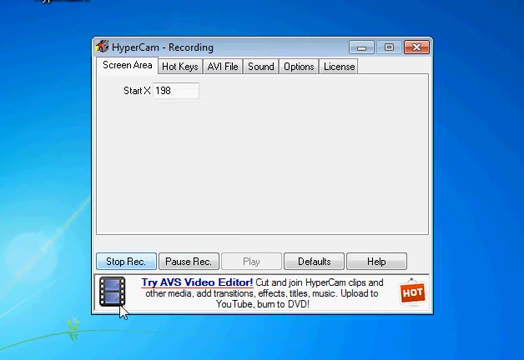 HyperCam - Recording
Screen Area Hot Keys AVI File Sound Options License
Start X 198
Stop Rec. Pause Rec. Play Defaults Help
Try AVS Video Editor! Cut and join HyperCam clips and
other media, add transitions, effects, titles, music. Upload to
YouTube, burn to DVD!
HOT